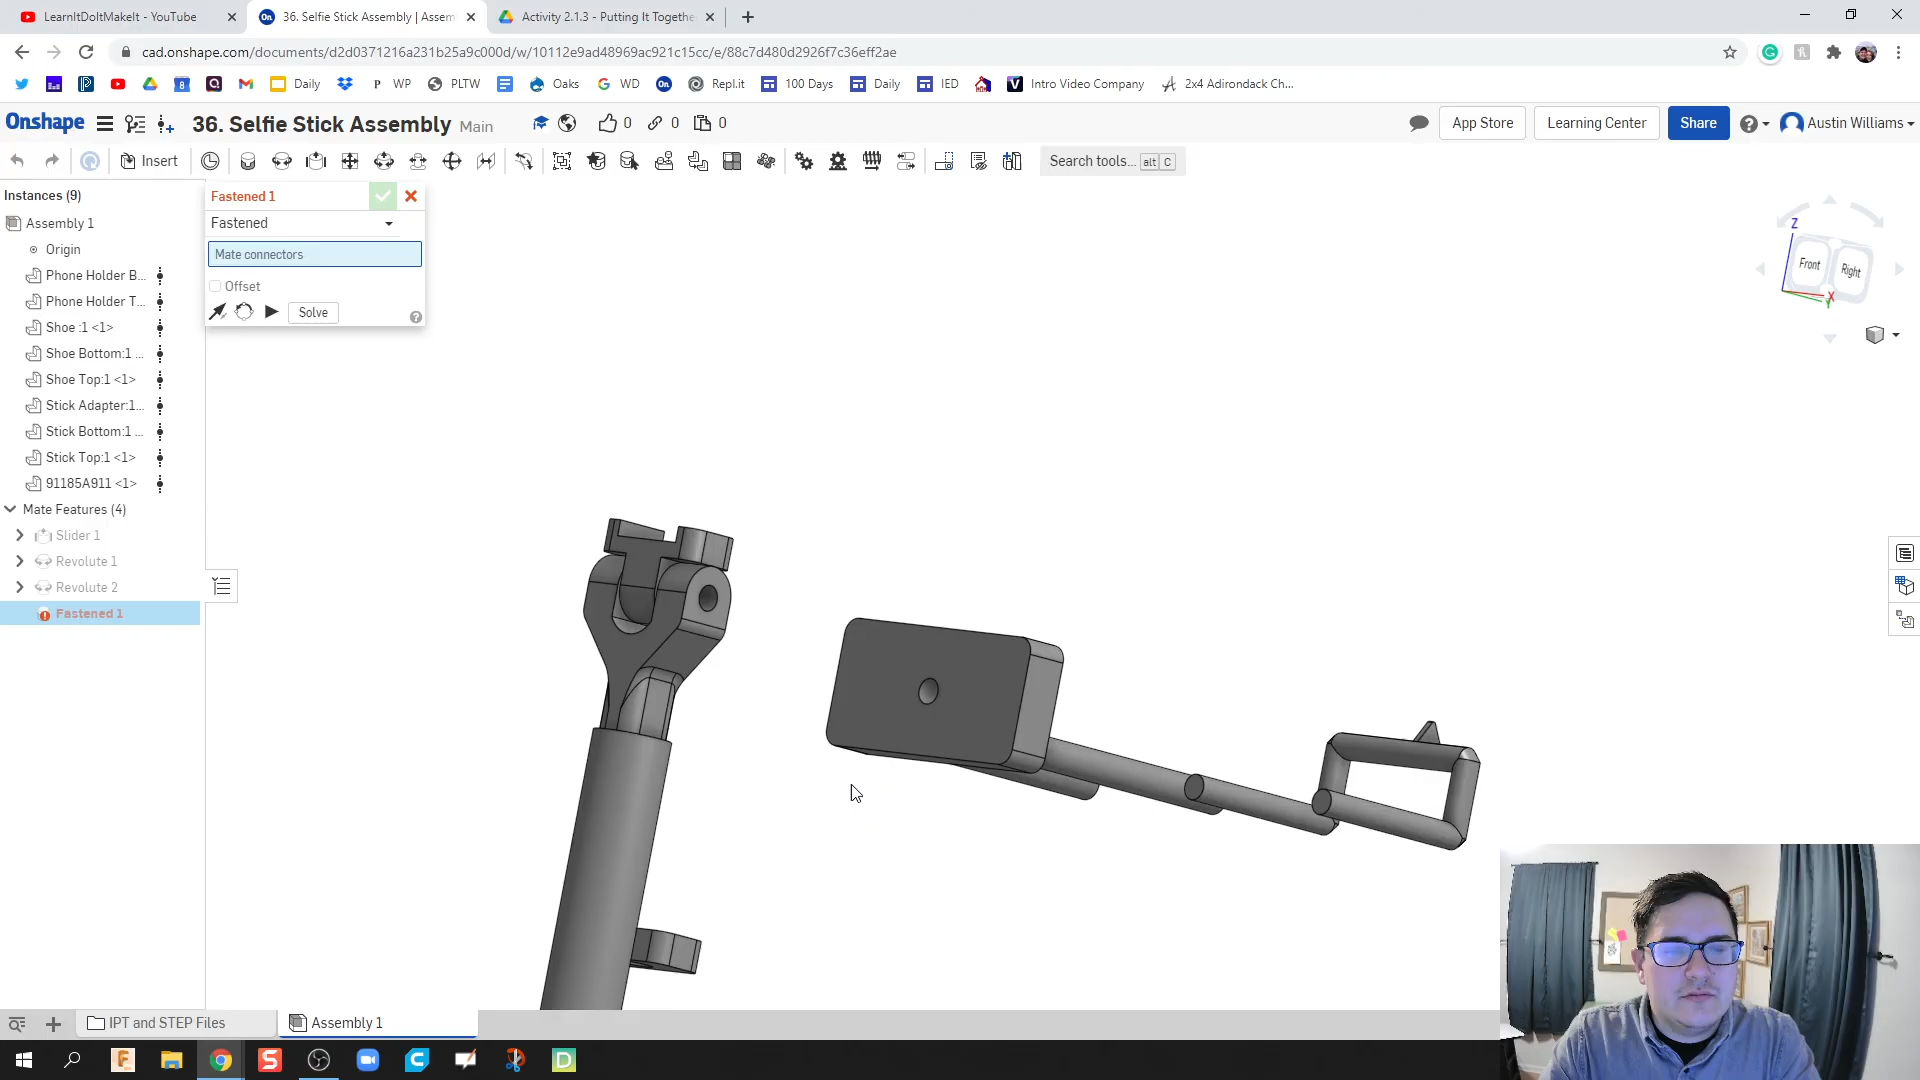 LearnItDoItMakeIt - YouTube
On
36. Selfie Stick Assembly | Assem
Activity 2.1.3 - Putting It Togethe
cad.onshape.com/documents/d2d0371216a231b25a9c000d/w/10112e9ad48969ac921c15cc/e/88c7d480d2926f7c36eff2ae
Daily
P WP
PLTW
Oaks
G WD
On
Repl.it
100 Days
Daily
IED
V Intro Video Company
2x4 Adirondack Ch...
Onshape
36. Selfie Stick Assembly Main
0
0
0
App Store
Learning Center
Share
Austin Williams
Insert
Search tools... alt C
Instances (9)
Assembly 1
Origin
Phone Holder B...
Phone Holder T...
Shoe :1 <1>
Shoe Bottom:1 ...
Shoe Top:1 <1>
Stick Adapter:1...
Stick Bottom:1 ...
Stick Top:1 <1>
91185A911 <1>
Mate Features (4)
Slider 1
Revolute 1
Revolute 2
Fastened 1
Fastened 1
Fastened
Mate connectors
Offset
Solve
Z
Front
Right
X
Y
IPT and STEP Files
Assembly 1